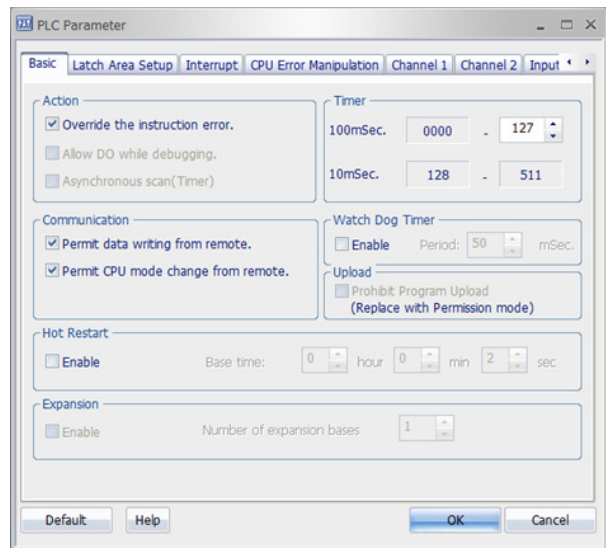 PLC Parameter
Basic Latch Area Setup Interrupt CPU Error Manipulation Channel 1 Channel 2 Input
Action
Override the instruction error.
Allow DO while debugging.
Asynchronous scan(Timer)
Timer
100mSec. 0000 - 127
10mSec. 128 - 511
Communication
Permit data writing from remote.
Permit CPU mode change from remote.
Watch Dog Timer
Enable Period: 50 mSec.
Upload
Prohibit Program Upload
(Replace with Permission mode)
Hot Restart
Enable Base time: 0 hour 0 min 2 sec
Expansion
Enable Number of expansion bases 1
Default Help OK Cancel